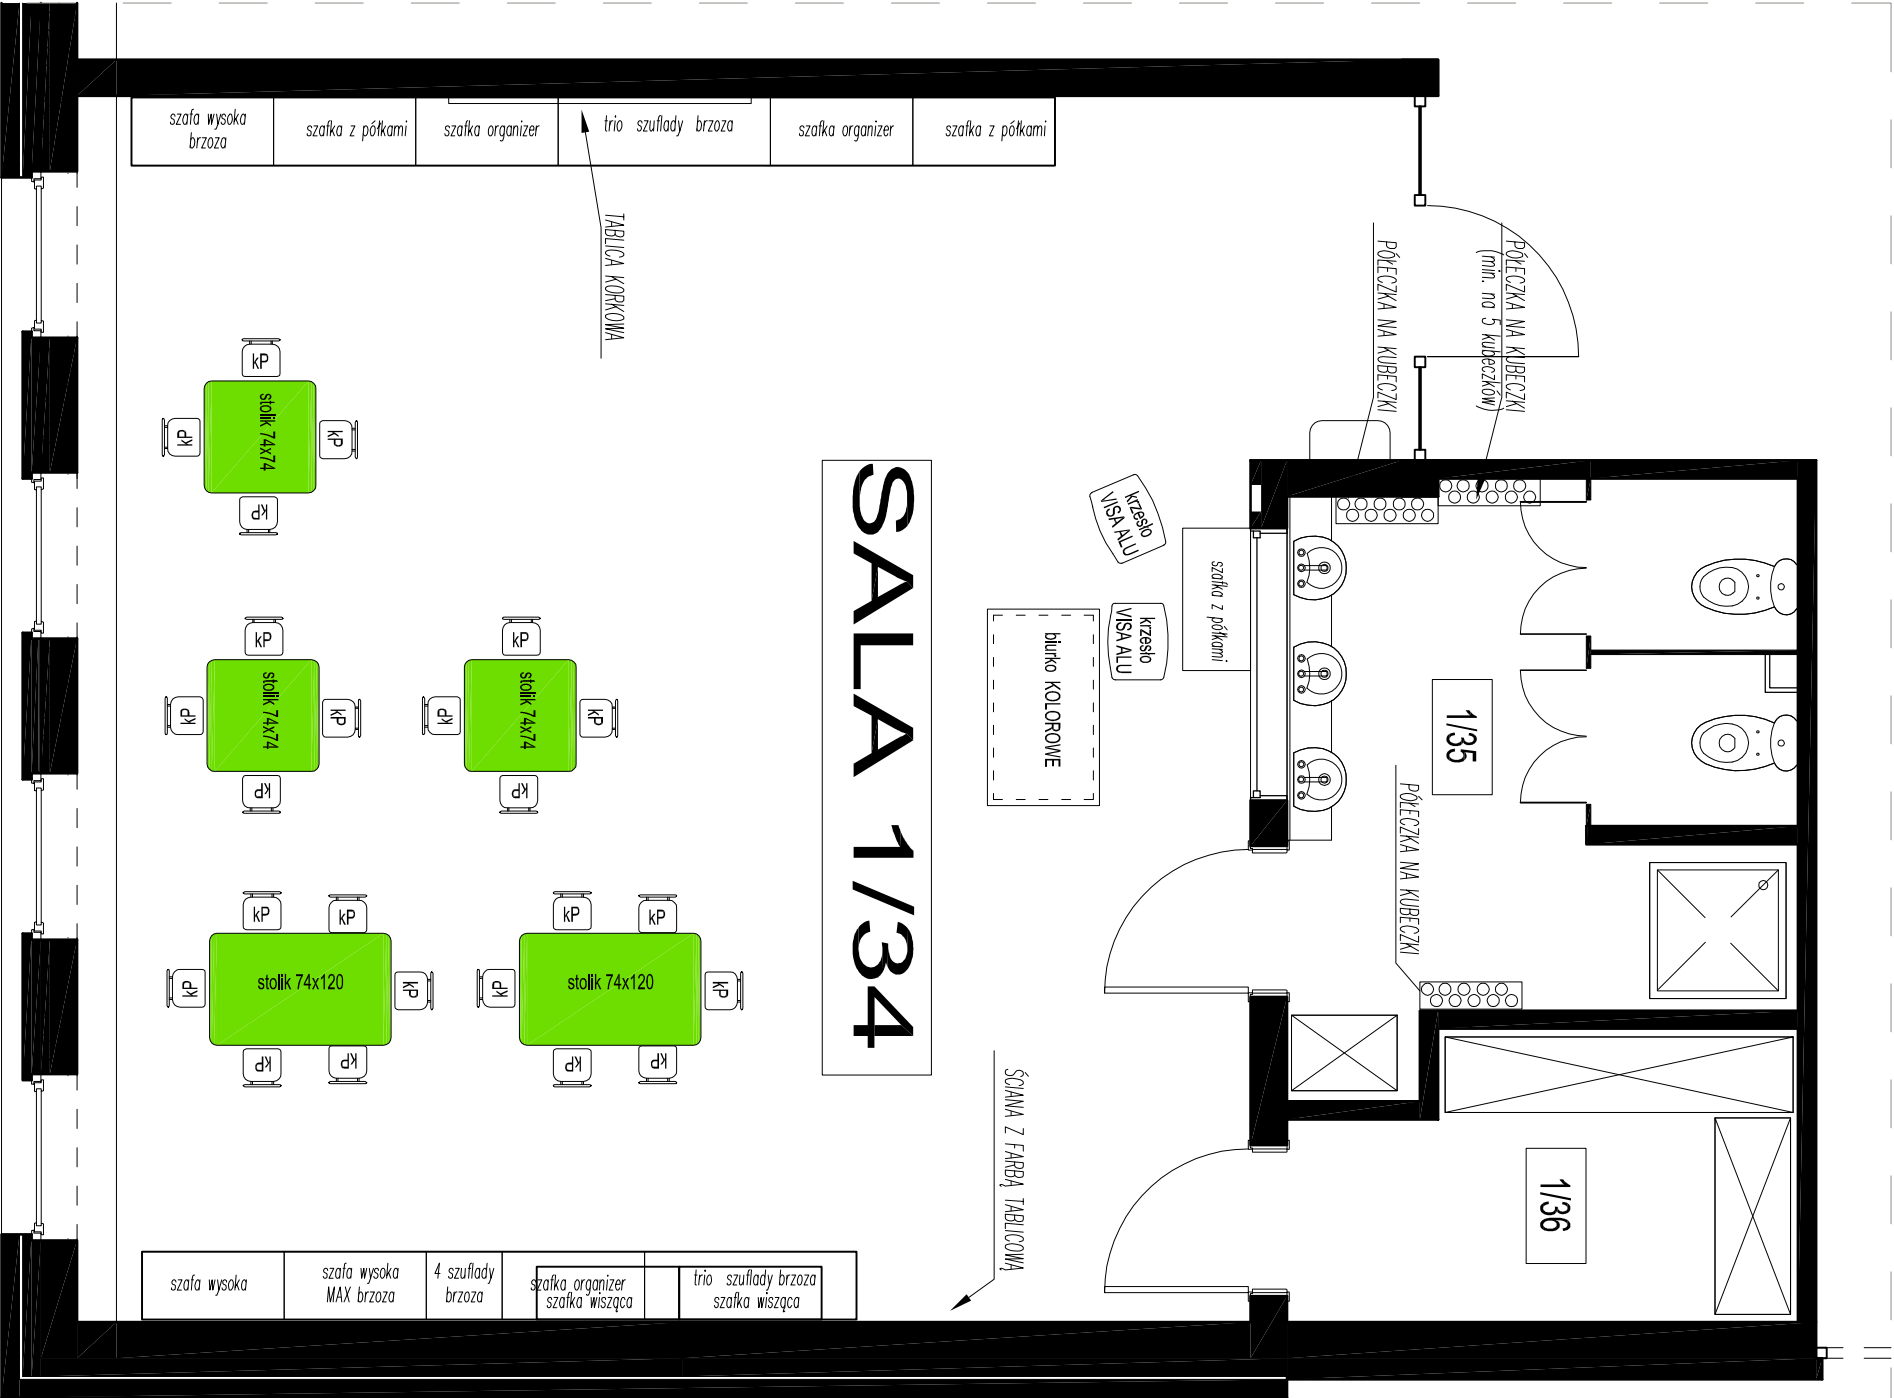 szafa wysoka
brzoza
szafka z półkami
szafka organizer
trio szuflady brzoza
szafka organizer
szafka z półkami
TABLICA KORKOWA
PÓŁECZKA NA KUBECZKI
PÓŁECZKA NA KUBECZKI
(min. na 5 kubeczków)
kP
stolik 74x74
kP
kP
kP
kP
stolik 74x74
kP
kP
kP
kP
stolik 74x74
kP
kP
kP
kP
kP
stolik 74x120
kP
kP
kP
kP
kP
kP
stolik 74x120
kP
kP
kP
kP
SALA 1/34
krzesło
VISA ALU
krzesło
VISA ALU
szafka z półkami
biurko KOLOROWE
1/35
PÓŁECZKA NA KUBECZKI
1/36
ŚCIANA Z FARBĄ TABLICOWĄ
szafa wysoka
szafa wysoka
MAX brzoza
4 szuflady
brzoza
szafka organizer
szafka wisząca
trio szuflady brzoza
szafka wisząca